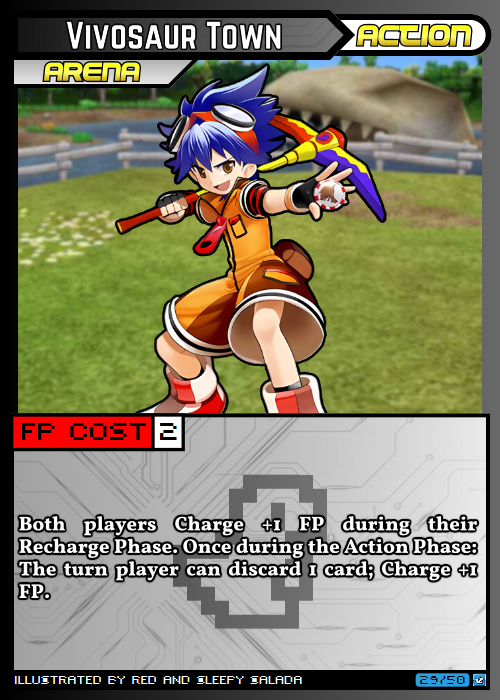 Vivosaur Town
ACTION
ARENA
FP COST 2
Both players Charge +1 FP during their
Recharge Phase. Once during the Action Phase:
The turn player can discard 1 card; Charge +1
FP.
ILLUSTRATED BY RED AND SLEEPY SALADA
29/50